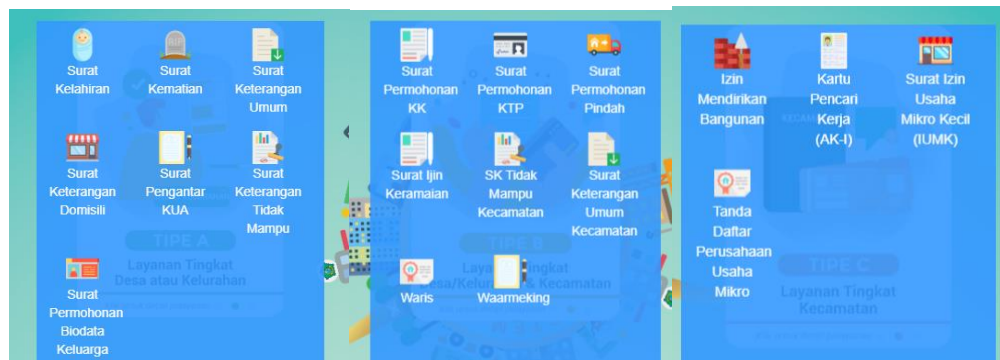 Surat
Kelahiran
Surat
Kematian
Surat
Keterangan
Umum
Surat
Keterangan
Domisili
Surat
Pengantar
KUA
Surat
Keterangan
Tidak
Mampu
Surat
Permohonan
Biodata
Keluarga
TIPE A
Layanan Tingkat
Desa atau Kelurahan
Surat
Permohonan
KK
Surat
Permohonan
KTP
Surat
Permohonan
Pindah
Surat Ijin
Keramaian
SK Tidak
Mampu
Kecamatan
Surat
Keterangan
Umum
Kecamatan
Waris
Waarmeking
TIPE B
Layanan Tingkat
Kecamatan
Izin
Mendirikan
Bangunan
Kartu
Pencari
Kerja
(AK-I)
Surat Izin
Usaha
Mikro Kecil
(IUMK)
Tanda
Daftar
Perusahaan
Usaha
Mikro
TIPE C
Layanan Tingkat
Kecamatan